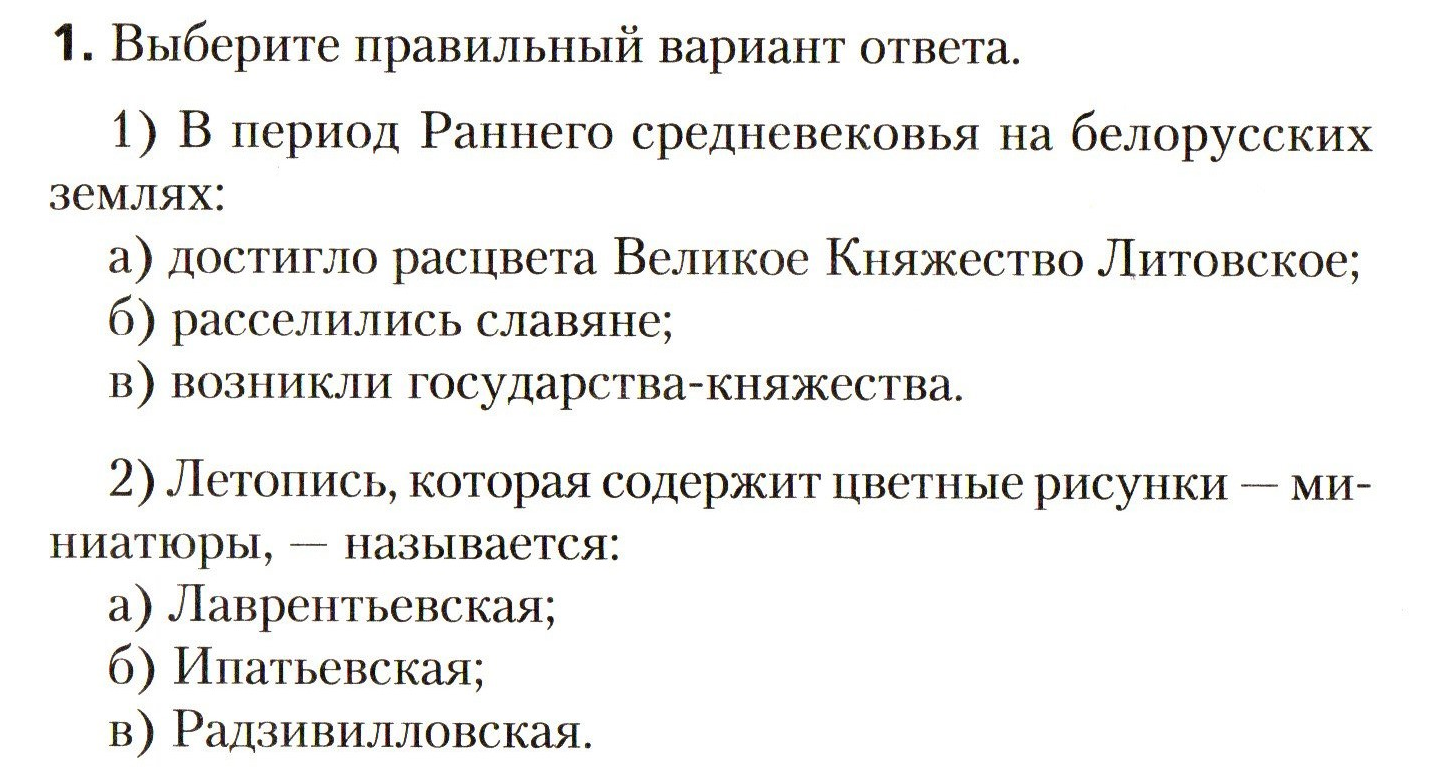 1. Выберите правильный вариант ответа.
1) В период Раннего средневековья на белорусских
землях:
а) достигло расцвета Великое Княжество Литовское;
б) расселились славяне;
в) возникли государства-княжества.
2) Летопись, которая содержит цветные рисунки — ми-
ниатюры, — называется:
а) Лаврентьевская;
б) Ипатьевская;
в) Радзивилловская.